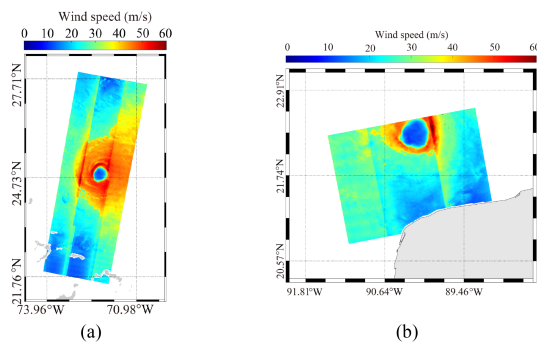 Wind speed (m/s)
0 10 20 30 40 50 60
27.71°N
24.73°N
21.76°N
73.96°W 70.98°W
(a)
Wind speed (m/s)
0 10 20 30 40 50 60
22.91°N
21.74°N
20.57°N
91.81°W 90.64°W 89.46°W
(b)